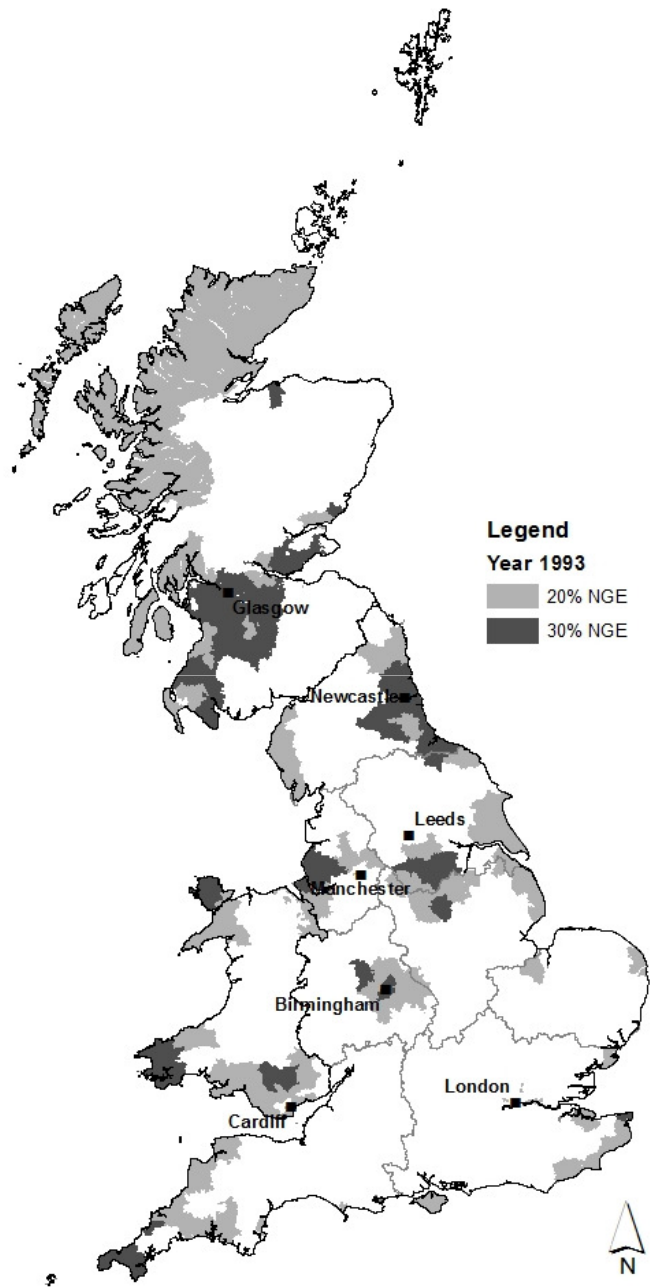 Legend
Year 1993
20% NGE
30% NGE
Glasgow
Newcastle
Leeds
Manchester
Birmingham
London
Cardiff
N